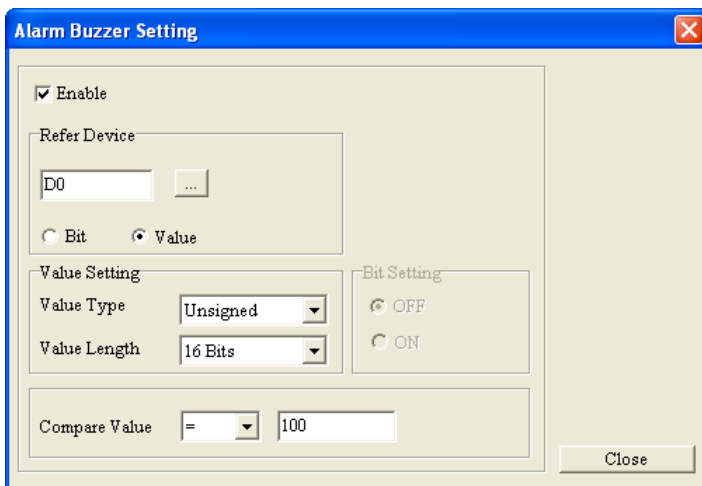 Alarm Buzzer Setting
Enable
Refer Device
D0
...
Bit Value
Value Setting
Value Type Unsigned
Value Length 16 Bits
Bit Setting
OFF
ON
Compare Value = 100
Close